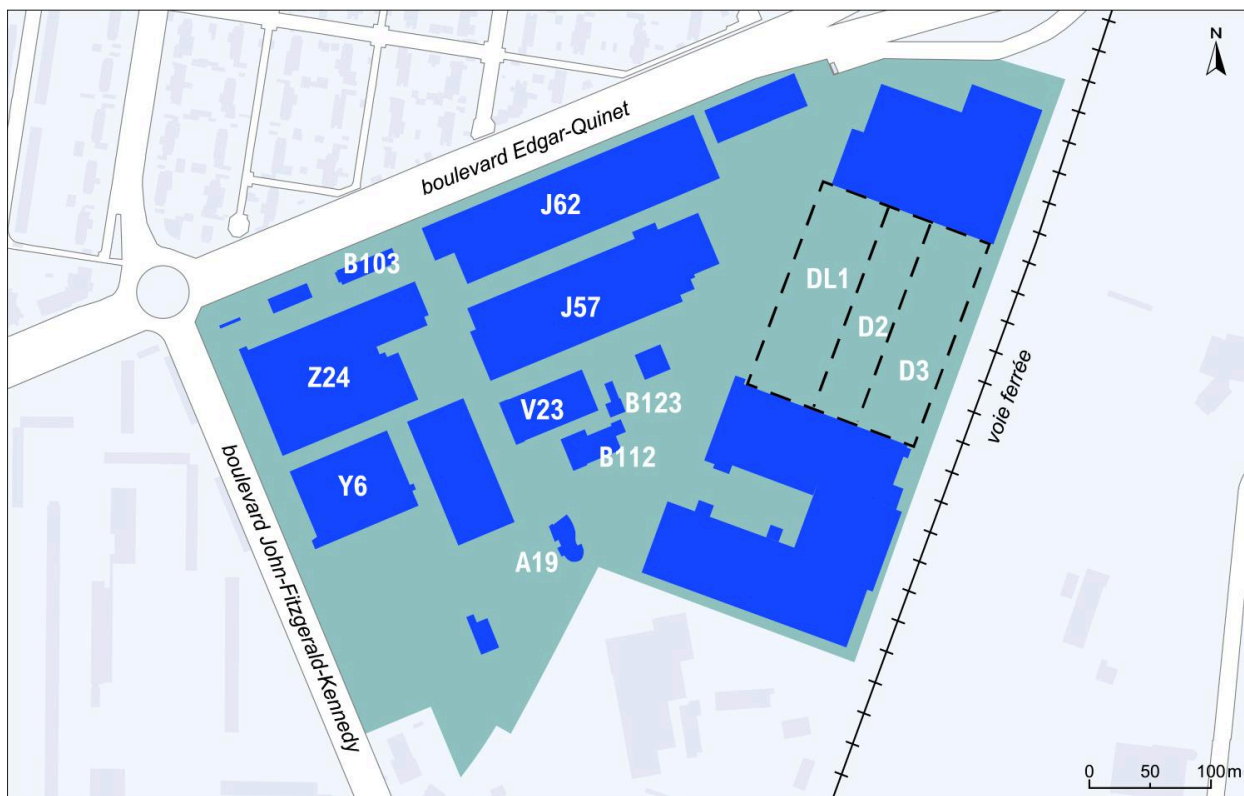 N
boulevard Edgar-Quinet
J62
B103
DL1
J57
D2
Z24
D3
voie ferrée
V23
B123
B112
Y6
A19
boulevard John-Fitzgerald-Kennedy
0 50 100 m